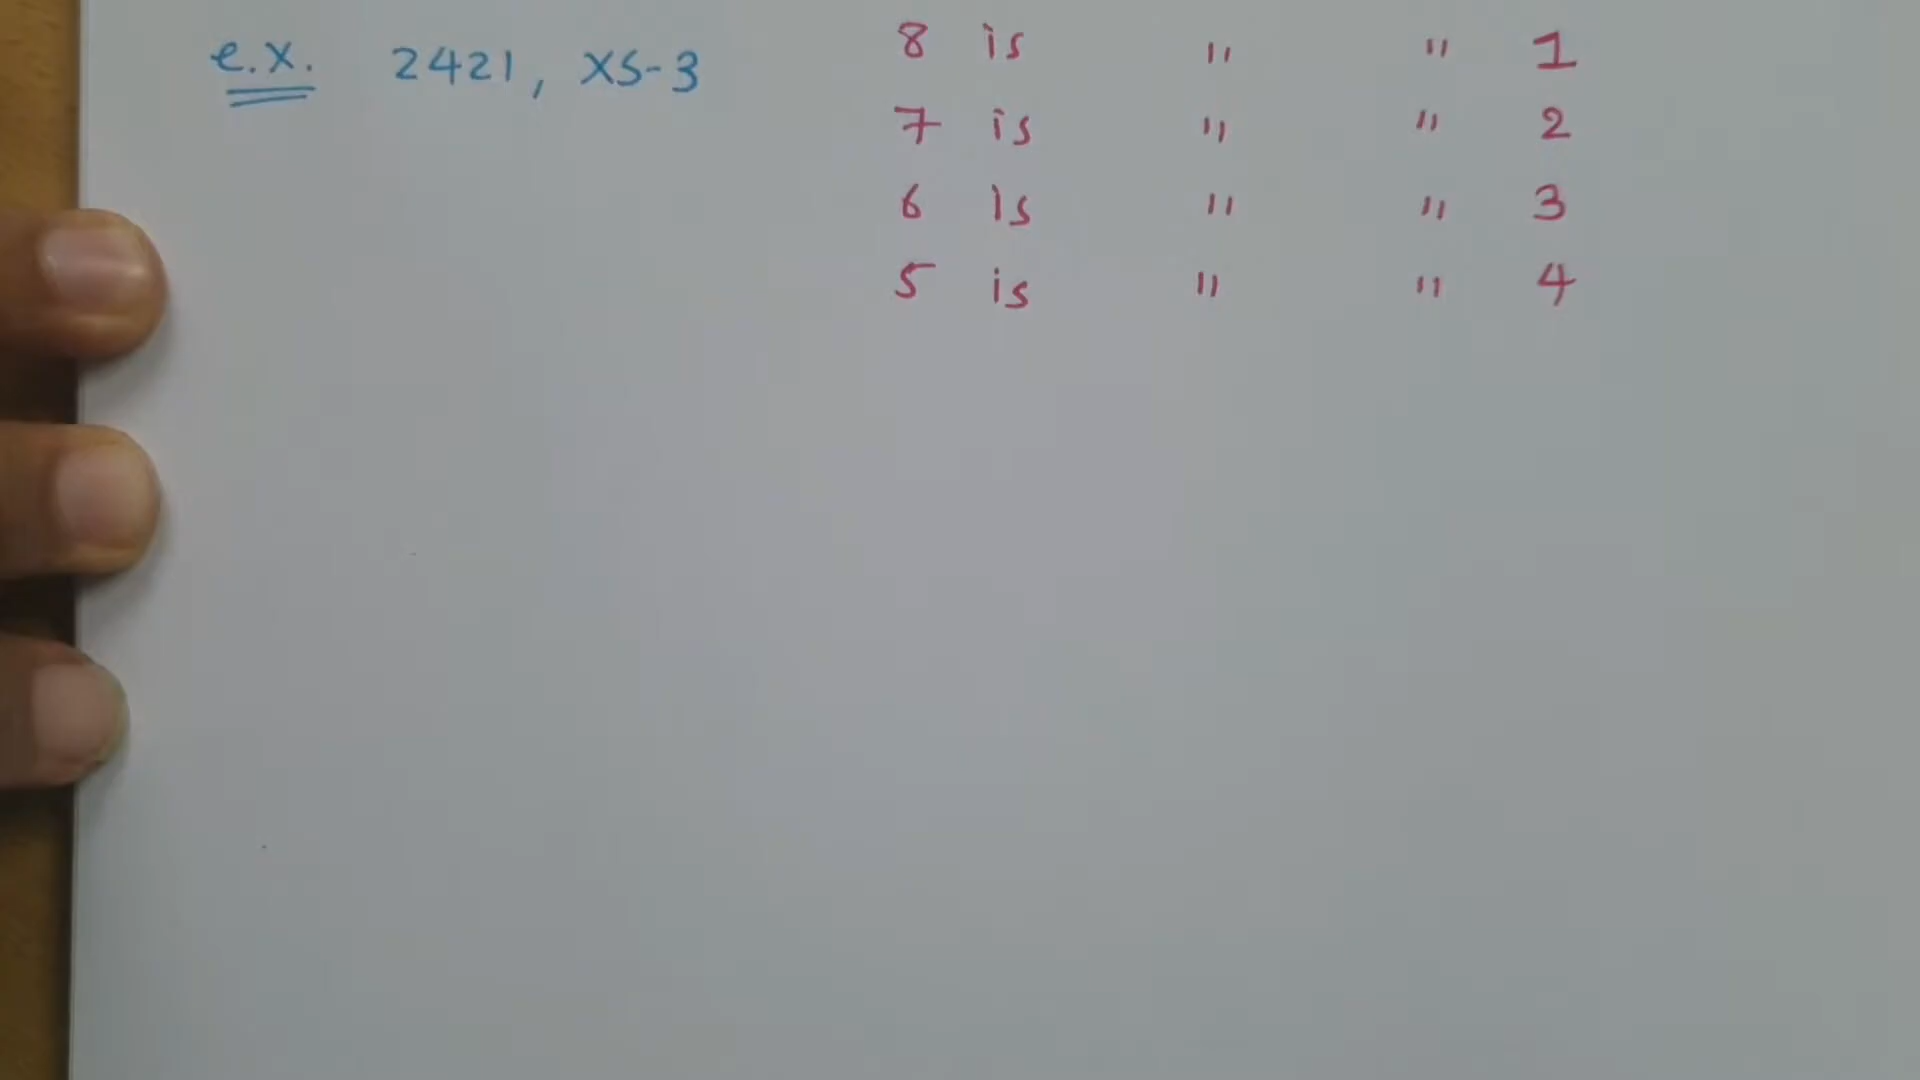 e.x. 2421, XS-3
8 is " " 1
7 is " " 2
6 is " " 3
5 is " " 4